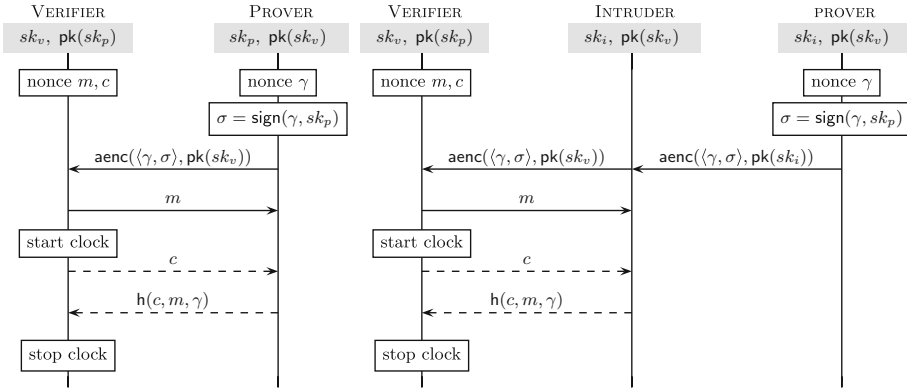 VERIFIER PROVER VERIFIER INTRUDER PROVER
sk_v, pk(sk_p) sk_p, pk(sk_v) sk_v, pk(sk_p) sk_i, pk(sk_v) sk_i, pk(sk_v)
nonce m, c nonce γ nonce m, c nonce γ
σ = sign(γ, sk_p) σ = sign(γ, sk_p)
aenc(⟨γ, σ⟩, pk(sk_v)) aenc(⟨γ, σ⟩, pk(sk_v)) aenc(⟨γ, σ⟩, pk(sk_i))
m m
start clock start clock
c c
h(c, m, γ) h(c, m, γ)
stop clock stop clock